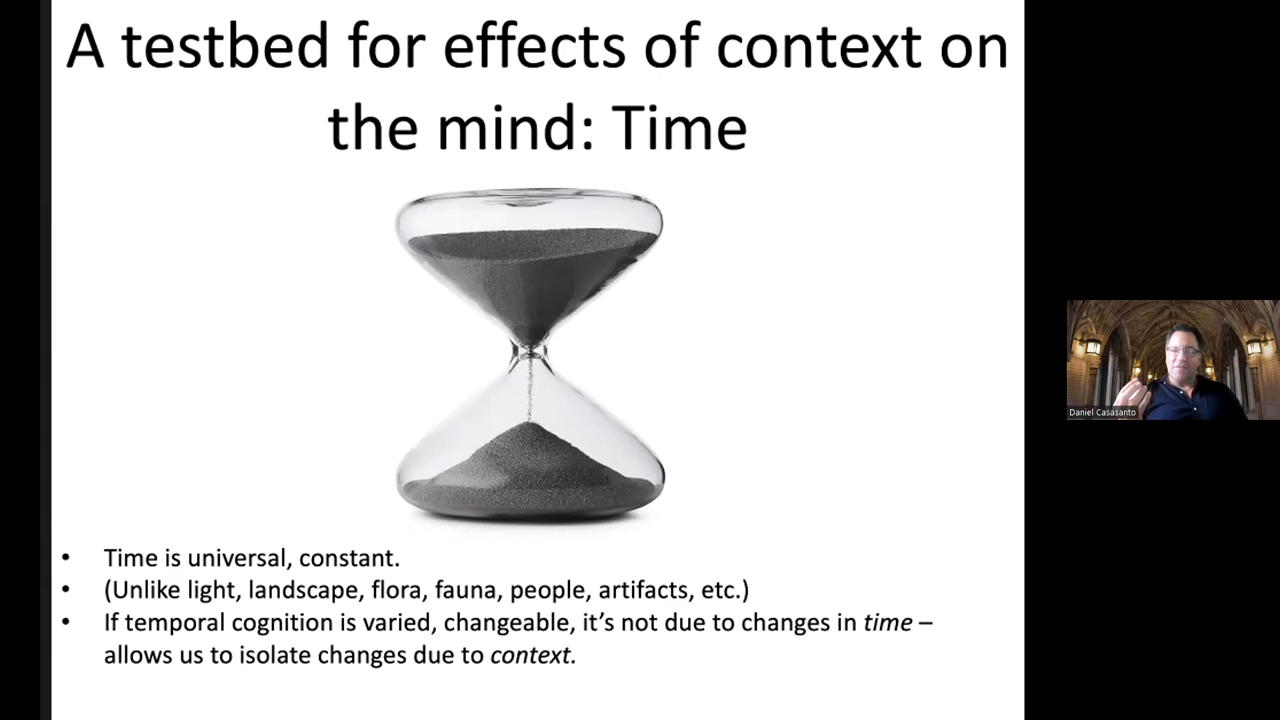 A testbed for effects of context on
the mind: Time
• Time is universal, constant.
• (Unlike light, landscape, flora, fauna, people, artifacts, etc.)
• If temporal cognition is varied, changeable, it’s not due to changes in time –
allows us to isolate changes due to context.
Daniel Casasanto